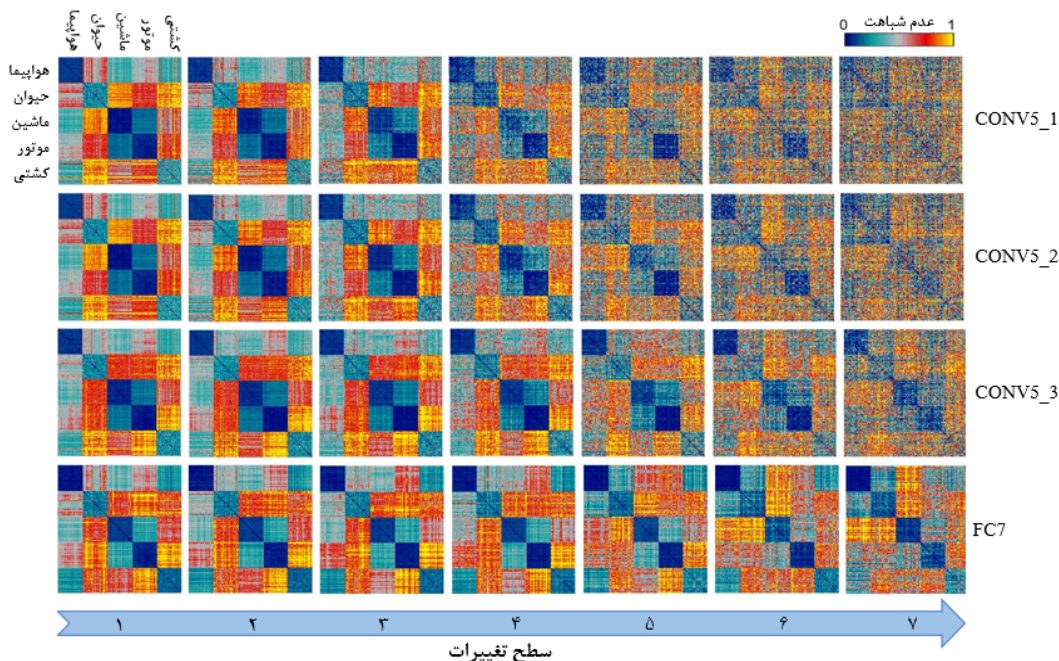 هواپیما
حیوان
ماشین
موتور
کشتی
عدم شباهت
0 1
هواپیما
حیوان
ماشین
موتور
کشتی
CONV5_1
CONV5_2
CONV5_3
FC7
۱ ۲ ۳ ۴ ۵ ۶ ۷
سطح تغییرات